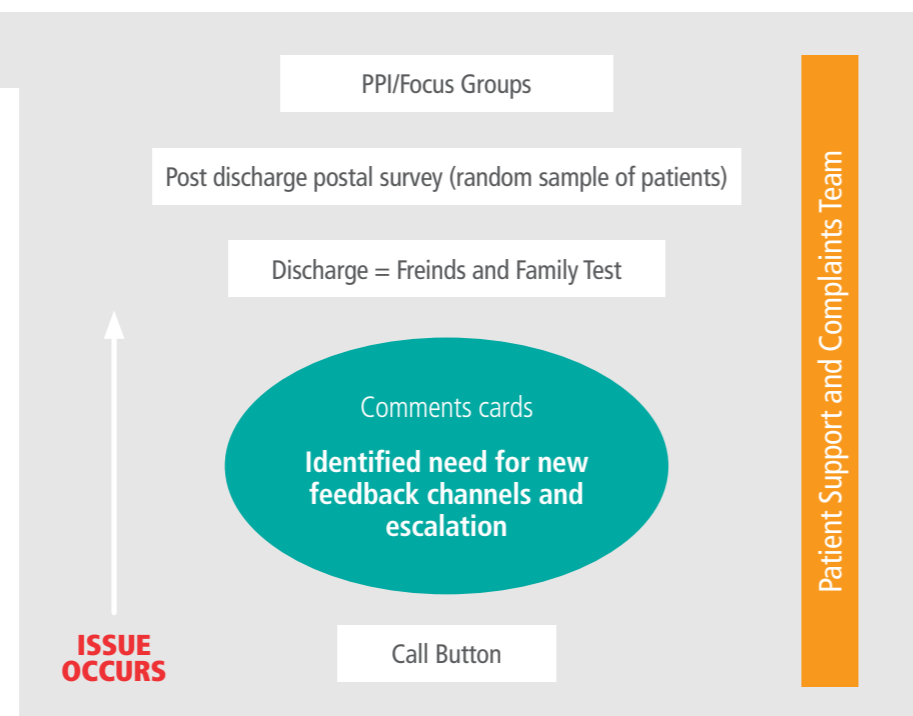 PPI/Focus Groups
Post discharge postal survey (random sample of patients)
Discharge = Freinds and Family Test
Comments cards
Identified need for new
feedback channels and
escalation
Call Button
ISSUE
OCCURS
Patient Support and Complaints Team